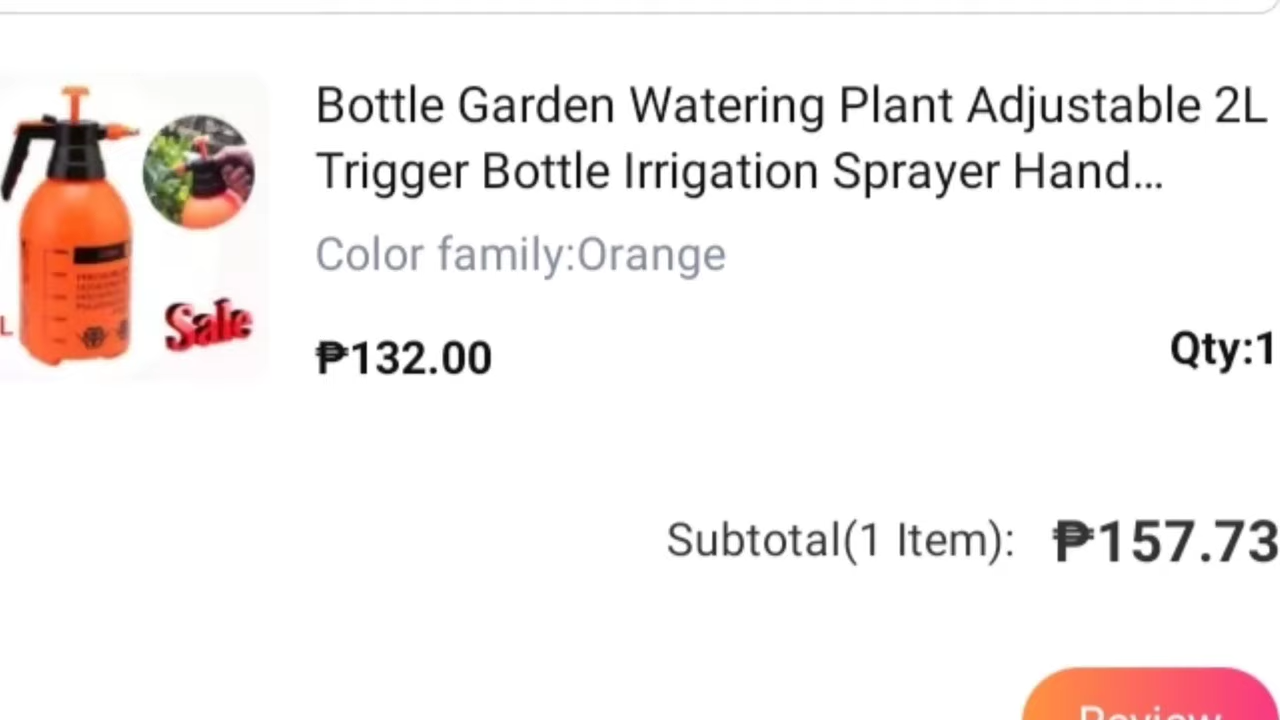 Bottle Garden Watering Plant Adjustable 2L
Trigger Bottle Irrigation Sprayer Hand...
Color family:Orange
L
Sale
₱132.00
Qty:1
Subtotal(1 Item): ₱157.73
Review